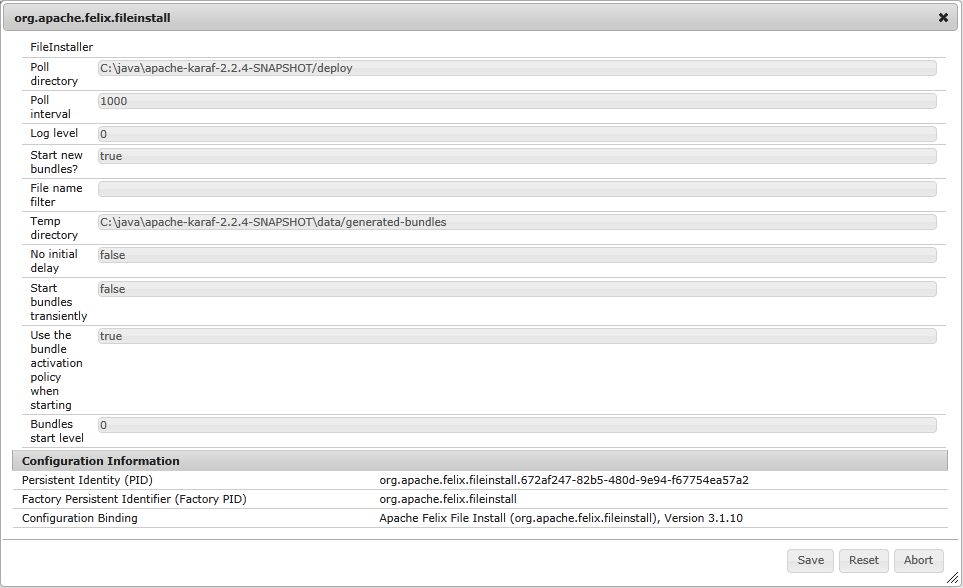 org.apache.felix.fileinstall
FileInstaller
Poll
directory
C:\java\apache-karaf-2.2.4-SNAPSHOT/deploy
Poll
interval
1000
Log level
0
Start new
bundles?
true
File name
filter
Temp
directory
C:\java\apache-karaf-2.2.4-SNAPSHOT\data/generated-bundles
No initial
delay
false
Start
bundles
transiently
false
Use the
bundle
activation
policy
when
starting
true
Bundles
start level
0
Configuration Information
Persistent Identity (PID) org.apache.felix.fileinstall.672af247-82b5-480d-9e94-f67754ea57a2
Factory Persistent Identifier (Factory PID) org.apache.felix.fileinstall
Configuration Binding Apache Felix File Install (org.apache.felix.fileinstall), Version 3.1.10
Save Reset Abort